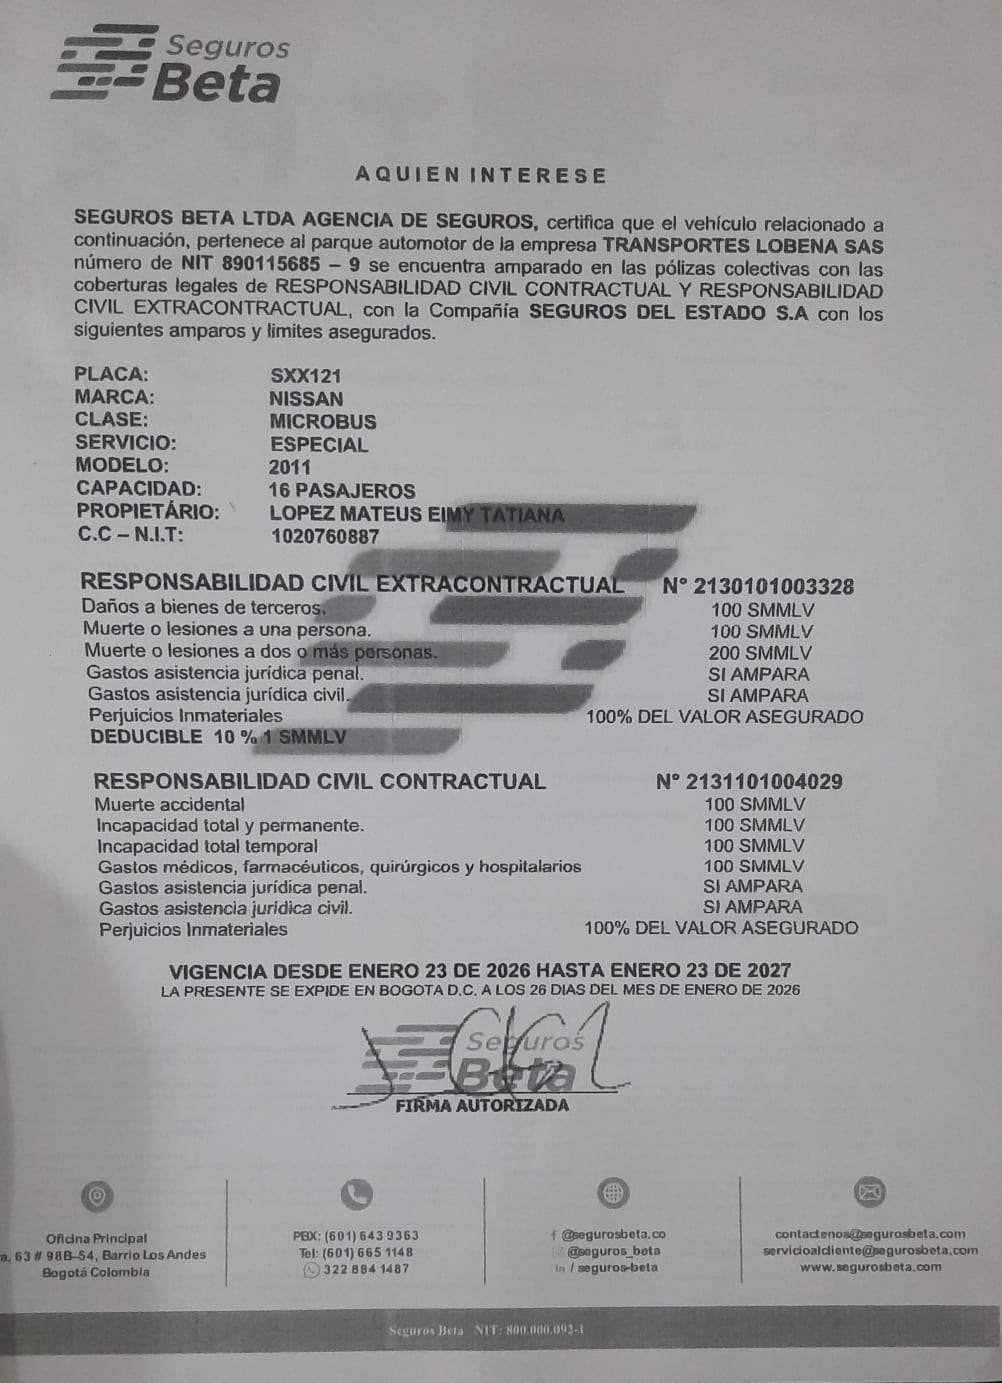 Seguros
Beta
A QUIEN INTERESE
SEGUROS BETA LTDA AGENCIA DE SEGUROS, certifica que el vehículo relacionado a
continuación, pertenece al parque automotor de la empresa TRANSPORTES LOBENA SAS
número de NIT 890115685 – 9 se encuentra amparado en las pólizas colectivas con las
coberturas legales de RESPONSABILIDAD CIVIL CONTRACTUAL Y RESPONSABILIDAD
CIVIL EXTRACONTRACTUAL, con la Compañía SEGUROS DEL ESTADO S.A con los
siguientes amparos y limites asegurados.
PLACA: SXX121
MARCA: NISSAN
CLASE: MICROBUS
SERVICIO: ESPECIAL
MODELO: 2011
CAPACIDAD: 16 PASAJEROS
PROPIETÁRIO: LOPEZ MATEUS EIMY TATIANA
C.C – N.I.T: 1020760887
RESPONSABILIDAD CIVIL EXTRACONTRACTUAL N° 2130101003328
Daños a bienes de terceros. 100 SMMLV
Muerte o lesiones a una persona. 100 SMMLV
Muerte o lesiones a dos o más personas. 200 SMMLV
Gastos asistencia jurídica penal. SI AMPARA
Gastos asistencia jurídica civil. SI AMPARA
Perjuicios Inmateriales 100% DEL VALOR ASEGURADO
DEDUCIBLE 10 % 1 SMMLV
RESPONSABILIDAD CIVIL CONTRACTUAL N° 2131101004029
Muerte accidental 100 SMMLV
Incapacidad total y permanente. 100 SMMLV
Incapacidad total temporal 100 SMMLV
Gastos médicos, farmacéuticos, quirúrgicos y hospitalarios 100 SMMLV
Gastos asistencia jurídica penal. SI AMPARA
Gastos asistencia jurídica civil. SI AMPARA
Perjuicios Inmateriales 100% DEL VALOR ASEGURADO
VIGENCIA DESDE ENERO 23 DE 2026 HASTA ENERO 23 DE 2027
LA PRESENTE SE EXPIDE EN BOGOTA D.C. A LOS 26 DIAS DEL MES DE ENERO DE 2026
Seguros
Beta
FIRMA AUTORIZADA
Oficina Principal
a. 63 # 98B-54, Barrio Los Andes
Bogotá Colombia
PBX: (601) 643 9363
Tel: (601) 665 1148
322 884 1487
@segurosbeta.co
@seguros_beta
in / seguros-beta
contactenos@segurosbeta.com
servicioalcliente@segurosbeta.com
www.segurosbeta.com
Seguros Beta NIT: 800.000.092-1